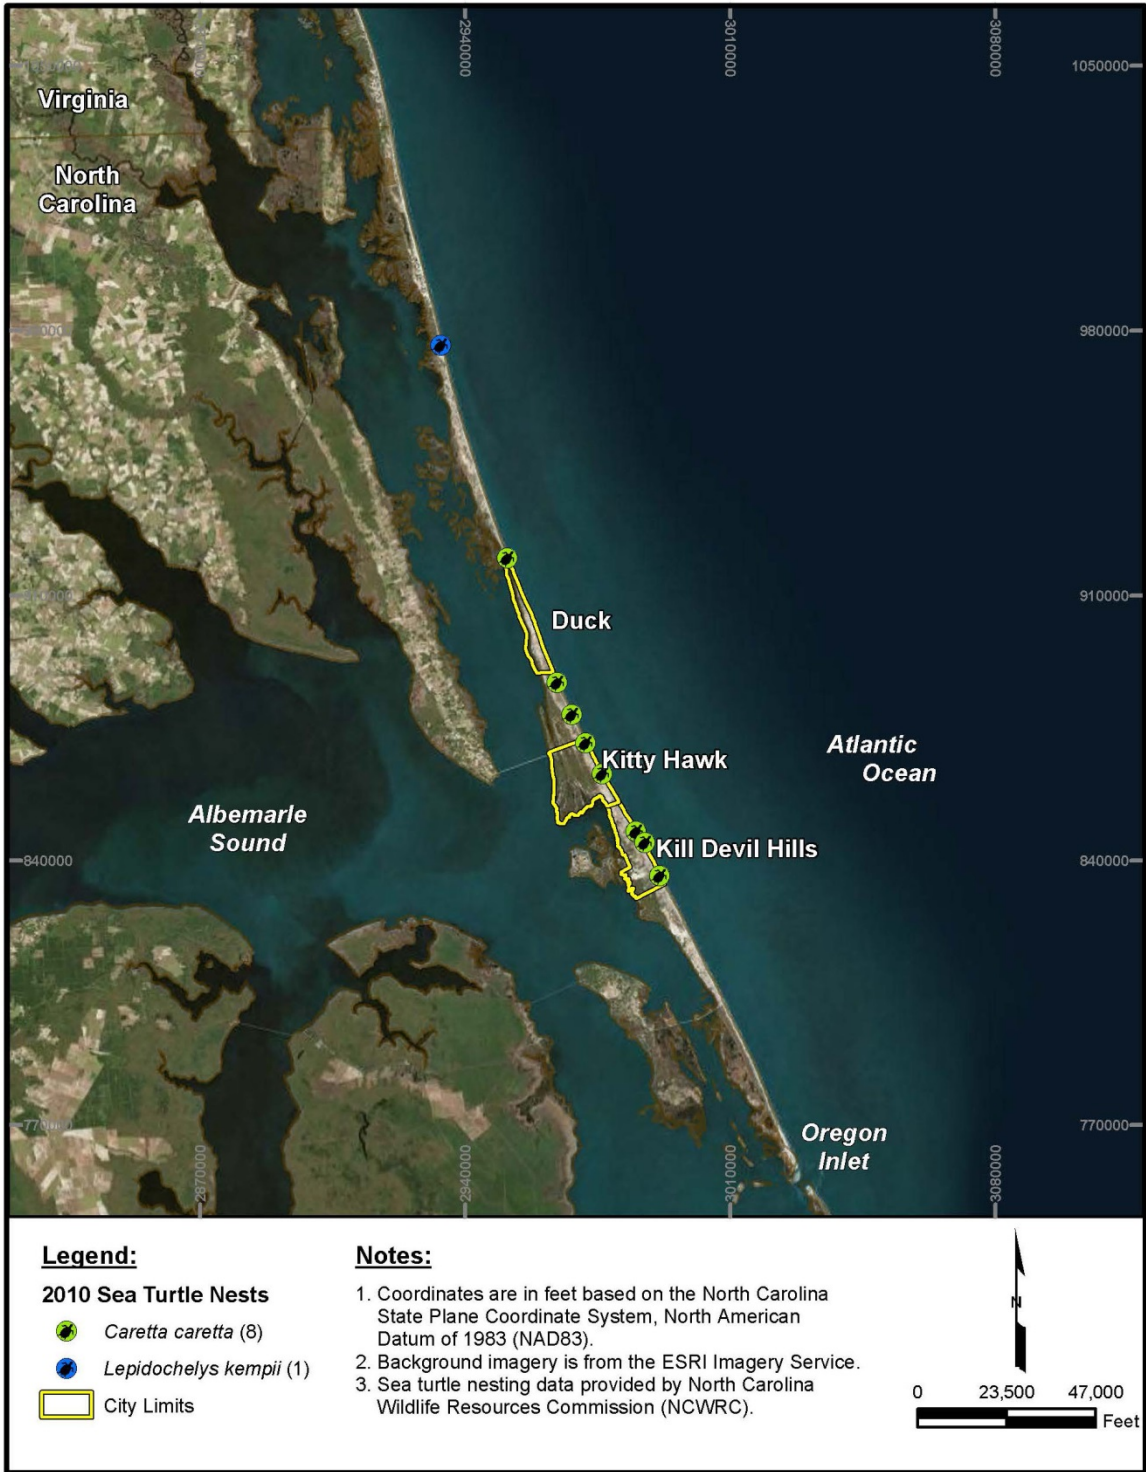 2940000
3010000
3080000
1050000
Virginia
North
Carolina
980000
910000
Duck
Kitty Hawk
Atlantic
Ocean
Albemarle
Sound
Kill Devil Hills
840000
840000
770000
770000
Oregon
Inlet
2870000
2940000
3010000
3080000
Legend:
2010 Sea Turtle Nests
Caretta caretta (8)
Lepidochelys kempii (1)
City Limits
Notes:
1. Coordinates are in feet based on the North Carolina
State Plane Coordinate System, North American
Datum of 1983 (NAD83).
2. Background imagery is from the ESRI Imagery Service.
3. Sea turtle nesting data provided by North Carolina
Wildlife Resources Commission (NCWRC).
N
0 23,500 47,000
Feet